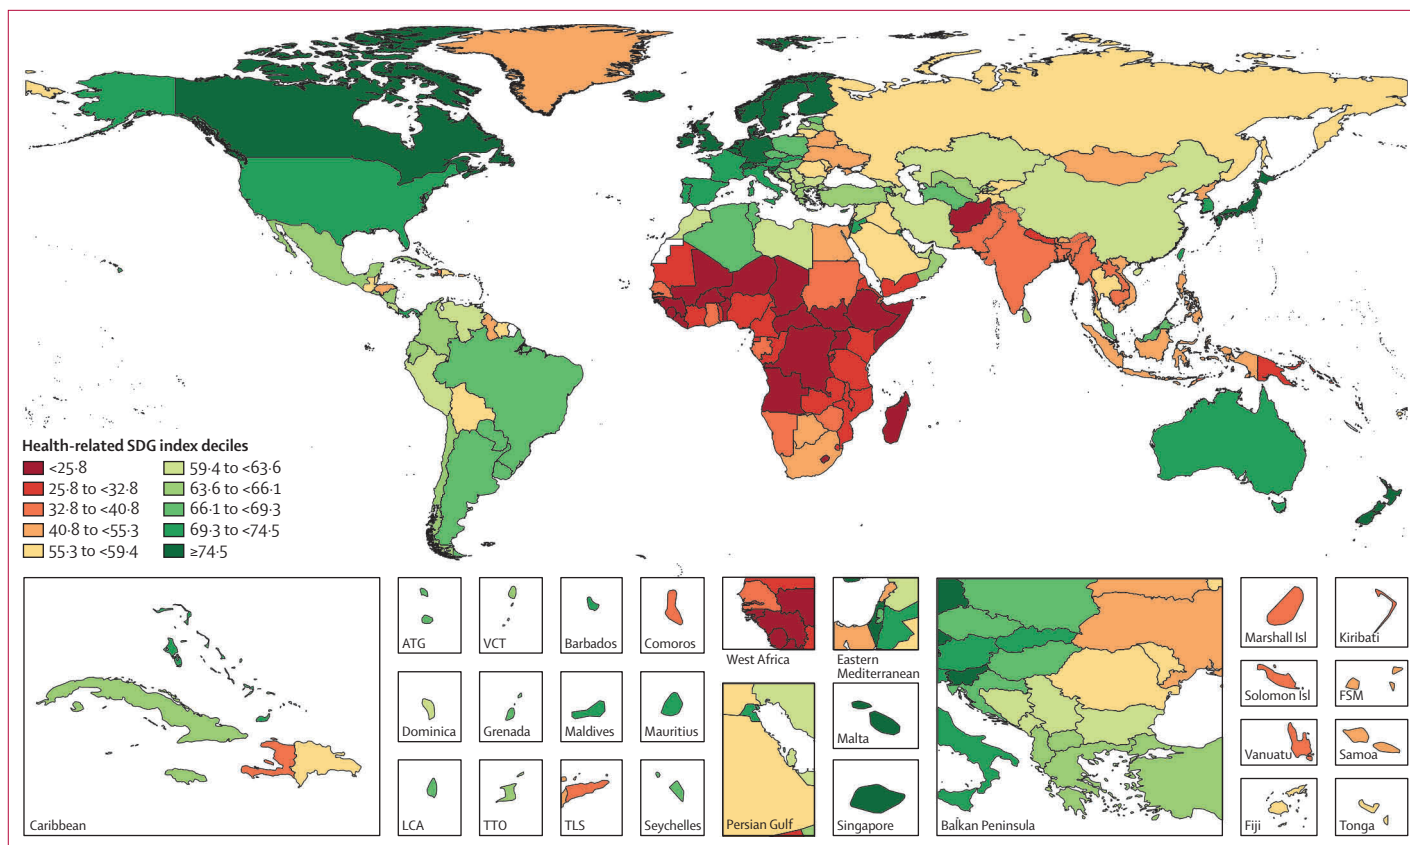 Health-related SDG index deciles
<25·8
25·8 to <32·8
32·8 to <40·8
40·8 to <55·3
55·3 to <59·4
59·4 to <63·6
63·6 to <66·1
66·1 to <69·3
69·3 to <74·5
≥74·5
Caribbean
ATG
VCT
Barbados
Comoros
Dominica
Grenada
Maldives
Mauritius
LCA
TTO
TLS
Seychelles
West Africa
Eastern
Mediterranean
Persian Gulf
Malta
Singapore
Balkan Peninsula
Marshall Isl
Kiribati
Solomon Isl
FSM
Vanuatu
Samoa
Fiji
Tonga